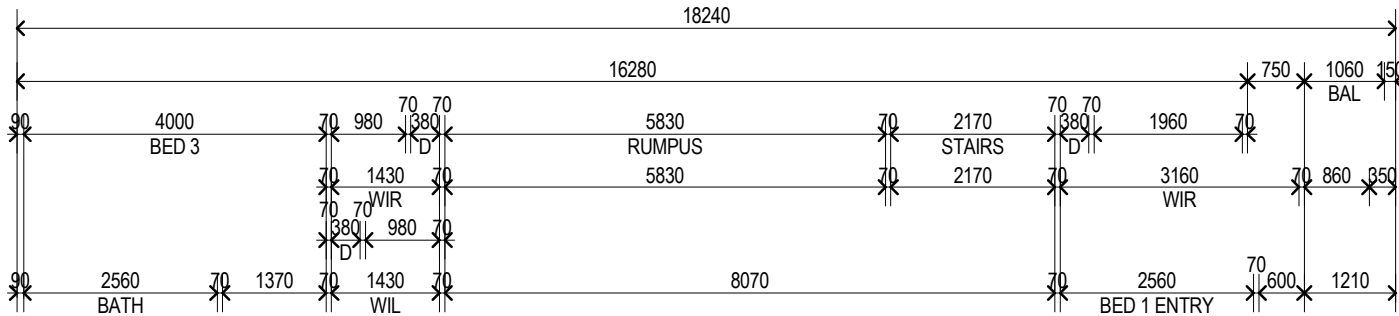 18240
16280 750 1060 150
BAL
70 70 70 70
90 4000 70 980 380 5830 70 2170 380 1960 70
BED 3 D RUMPUS STAIRS D
70 1430 70 5830 70 2170 70 3160 70 860 350
WIR WIR
70 70
380 980 70
D
70
90 2560 70 1370 70 1430 70 8070 70 2560 600 1210
BATH WIL BED 1 ENTRY